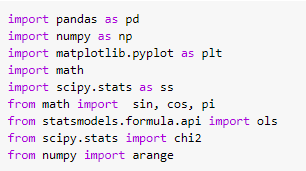 import pandas as pd
import numpy as np
import matplotlib.pyplot as plt
import math
import scipy.stats as ss
from math import  sin, cos, pi
from statsmodels.formula.api import ols
from scipy.stats import chi2
from numpy import arange